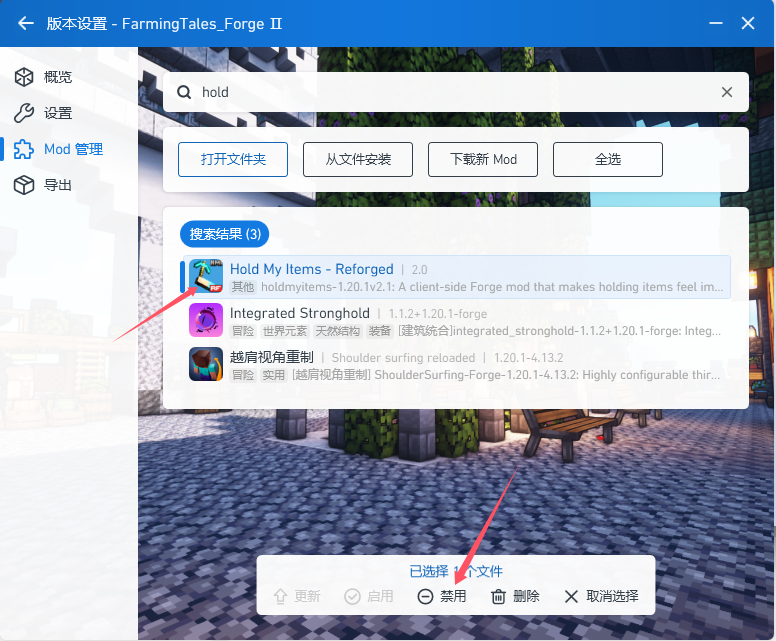 版本设置 - FarmingTales_Forge Ⅱ
概览
设置
Mod 管理
导出
hold
打开文件夹
从文件安装
下载新 Mod
全选
搜索结果 (3)
Hold My Items - Reforged | 2.0
其他 holdmyitems-1.20.1v2.1: A client-side Forge mod that makes holding items feel im...
Integrated Stronghold | 1.1.2+1.20.1-forge
冒险 世界元素 天然结构 装备 [建筑统合]integrated_stronghold-1.1.2+1.20.1-forge: Integ...
越肩视角重制 | Shoulder surfing reloaded | 1.20.1-4.13.2
冒险 实用 [越肩视角重制] ShoulderSurfing-Forge-1.20.1-4.13.2: Highly configurable thir...
已选择 1 个文件
更新
启用
禁用
删除
取消选择